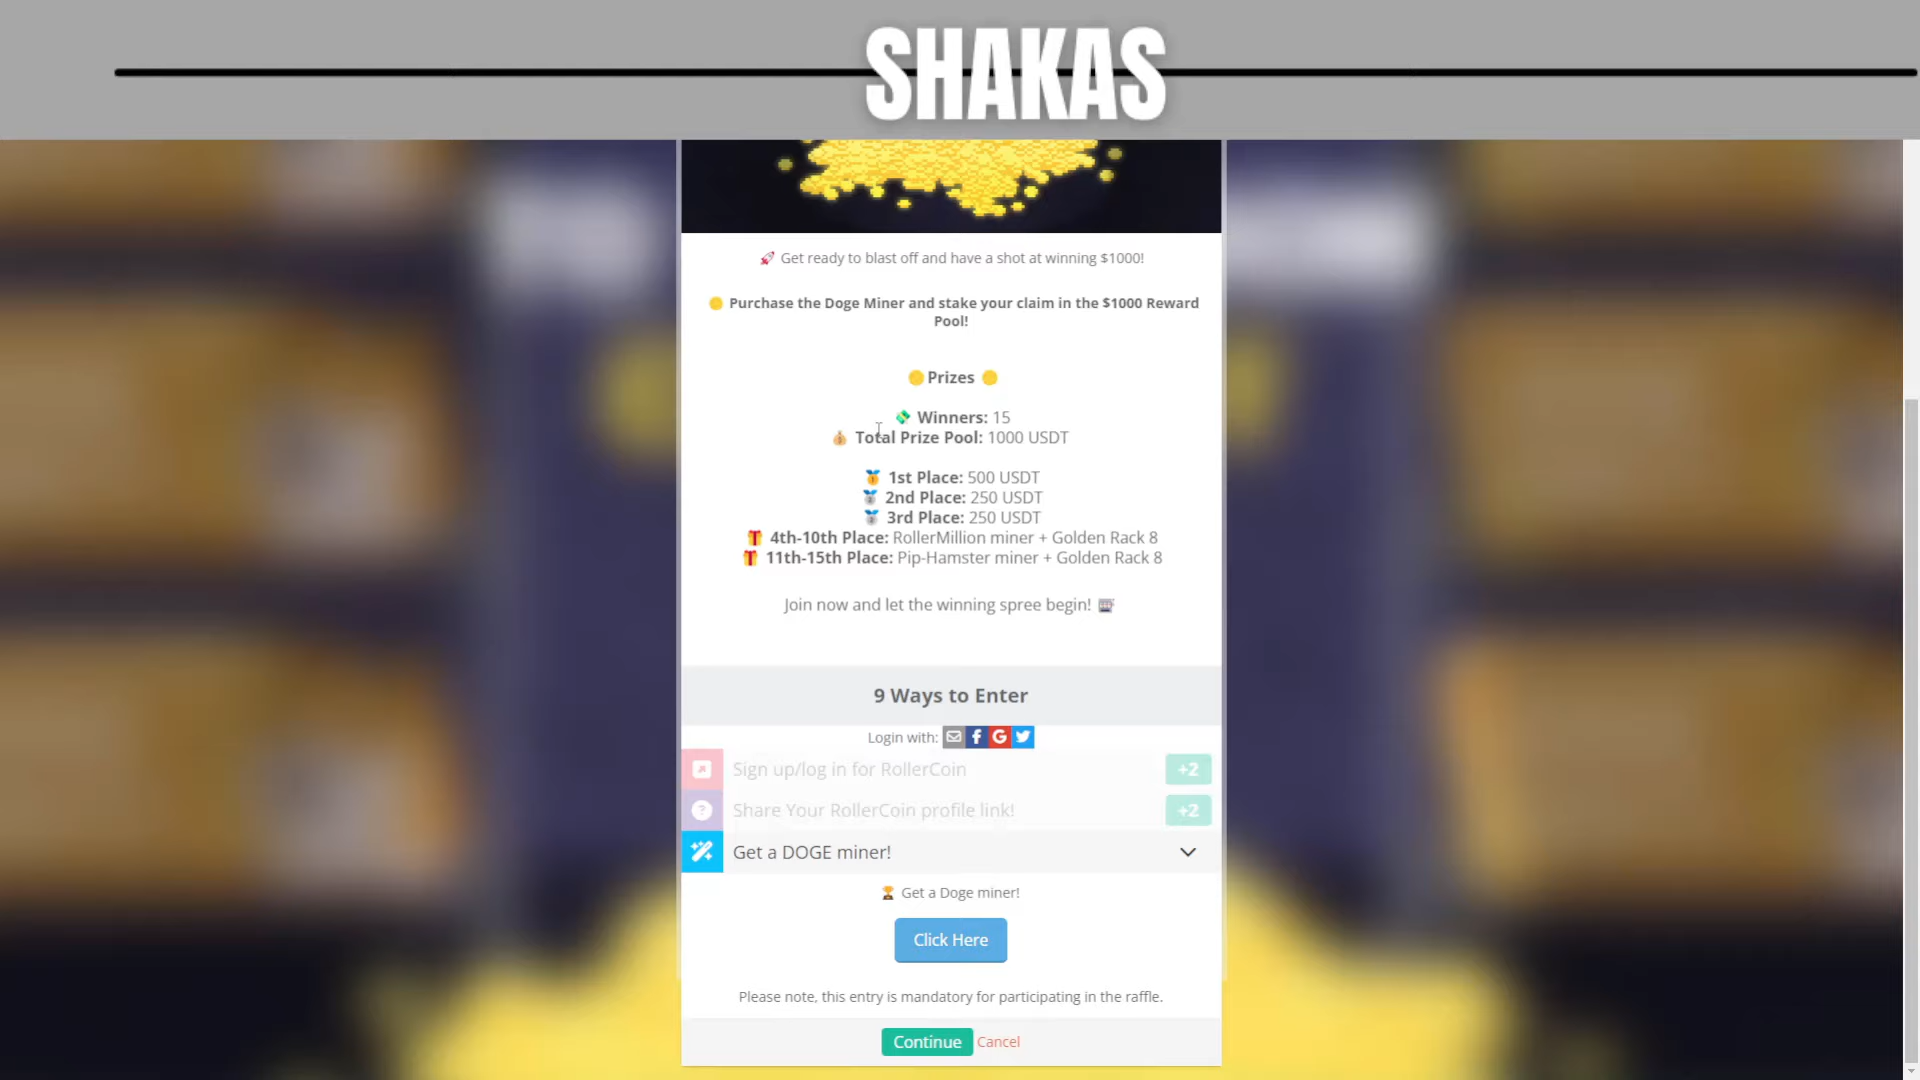 SHAKAS
🚀 Get ready to blast off and have a shot at winning $1000!
🟡 Purchase the Doge Miner and stake your claim in the $1000 Reward
Pool!
🟡 Prizes 🟡
💸 Winners: 15
💰 Total Prize Pool: 1000 USDT
🥇 1st Place: 500 USDT
🥈 2nd Place: 250 USDT
🥈 3rd Place: 250 USDT
🎁 4th-10th Place: RollerMillion miner + Golden Rack 8
🎁 11th-15th Place: Pip-Hamster miner + Golden Rack 8
Join now and let the winning spree begin! 🎰
9 Ways to Enter
Login with:
Sign up/log in for RollerCoin +2
Share Your RollerCoin profile link! +2
Get a DOGE miner!
🏆 Get a Doge miner!
Click Here
Please note, this entry is mandatory for participating in the raffle.
Continue Cancel